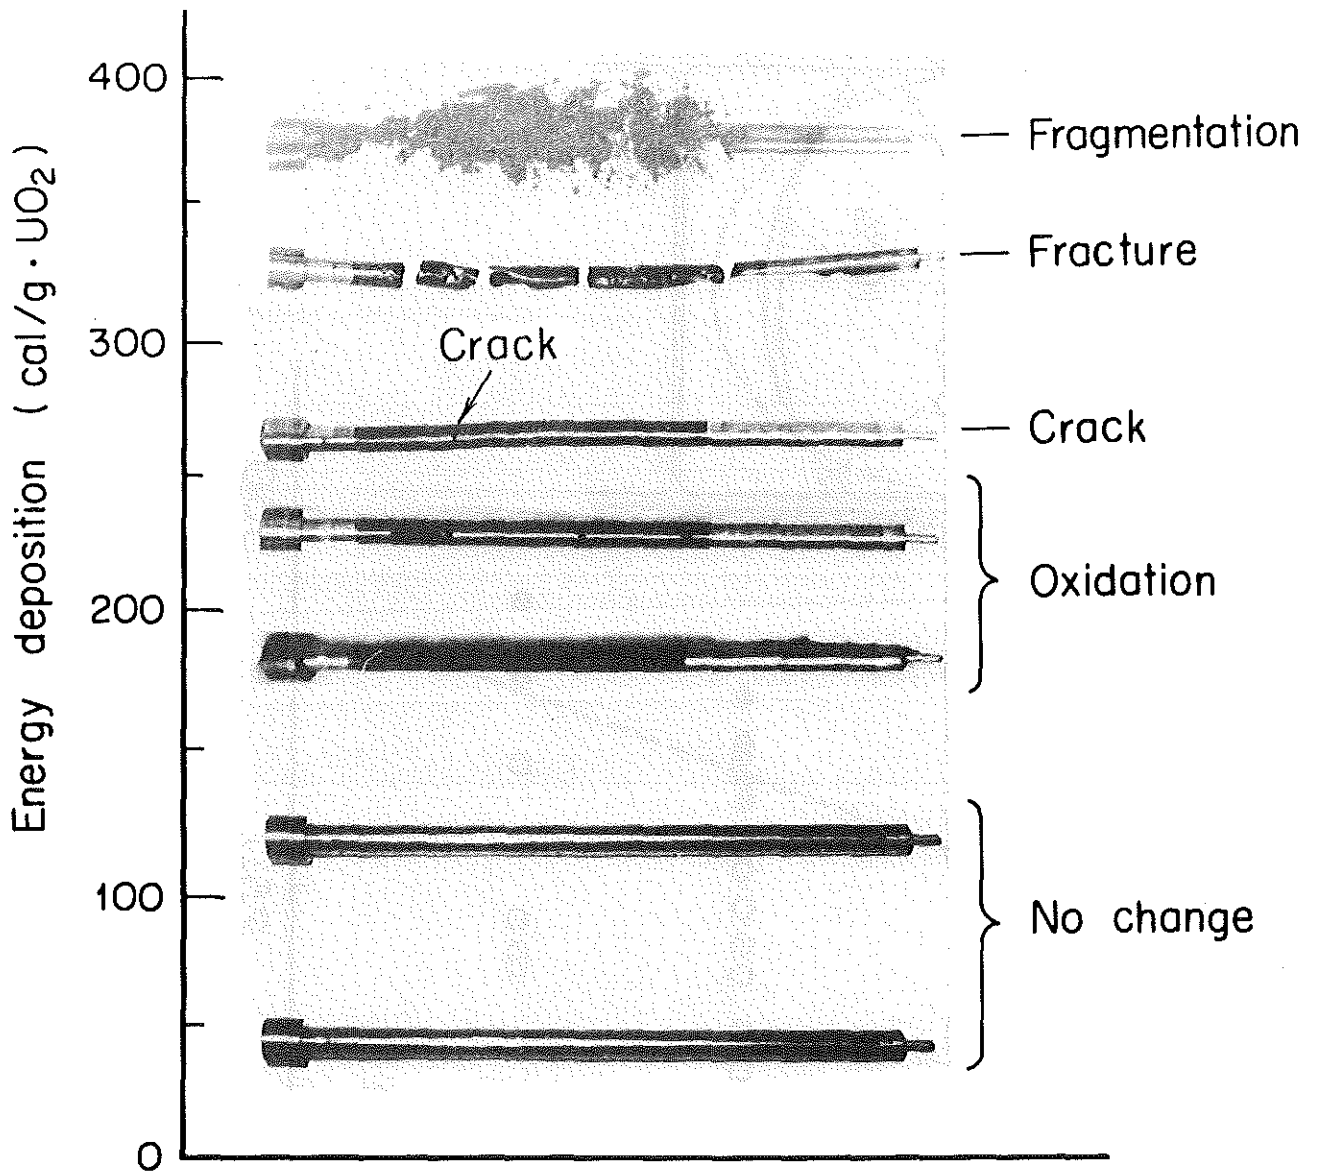 400
Fragmentation
Fracture
300
Crack
Crack
Oxidation
200
100
No change
0
Energy deposition (cal/g·UO₂)